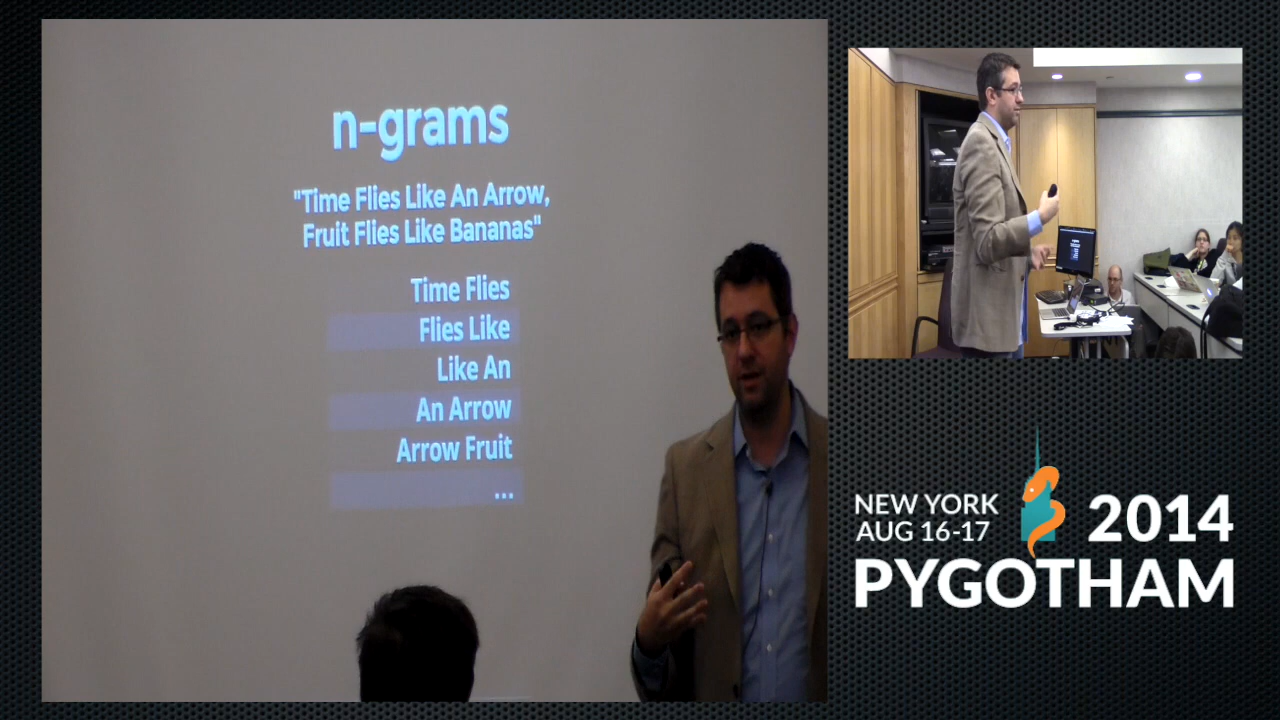 n-grams
"Time Flies Like An Arrow,
Fruit Flies Like Bananas"
Time Flies
Flies Like
Like An
An Arrow
Arrow Fruit
...
NEW YORK
AUG 16-17
2014
PYGOTHAM